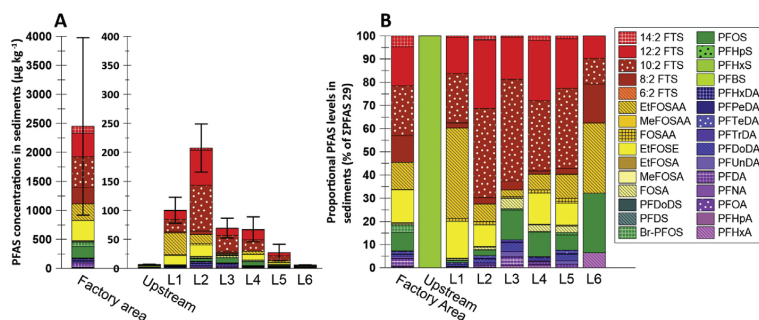 A
PFAS concentrations in sediments (µg kg⁻¹)
4000
3500
3000
2500
2000
1500
1000
500
0
400
350
300
250
200
150
100
50
0
Factory area
Upstream
L1
L2
L3
L4
L5
L6
B
Proportional PFAS levels in
sediments (% of ΣPFAS 29)
100
90
80
70
60
50
40
30
20
10
0
Factory Area
Upstream
L1
L2
L3
L4
L5
L6
14:2 FTS
12:2 FTS
10:2 FTS
8:2 FTS
6:2 FTS
EtFOSAA
MeFOSAA
FOSAA
EtFOSE
EtFOSA
MeFOSA
FOSA
PFDoDS
PFDS
Br-PFOS
PFOS
PFHpS
PFHxS
PFBS
PFHxDA
PFPeDA
PFTeDA
PFTrDA
PFDoDA
PFUnDA
PFDA
PFNA
PFOA
PFHpA
PFHxA